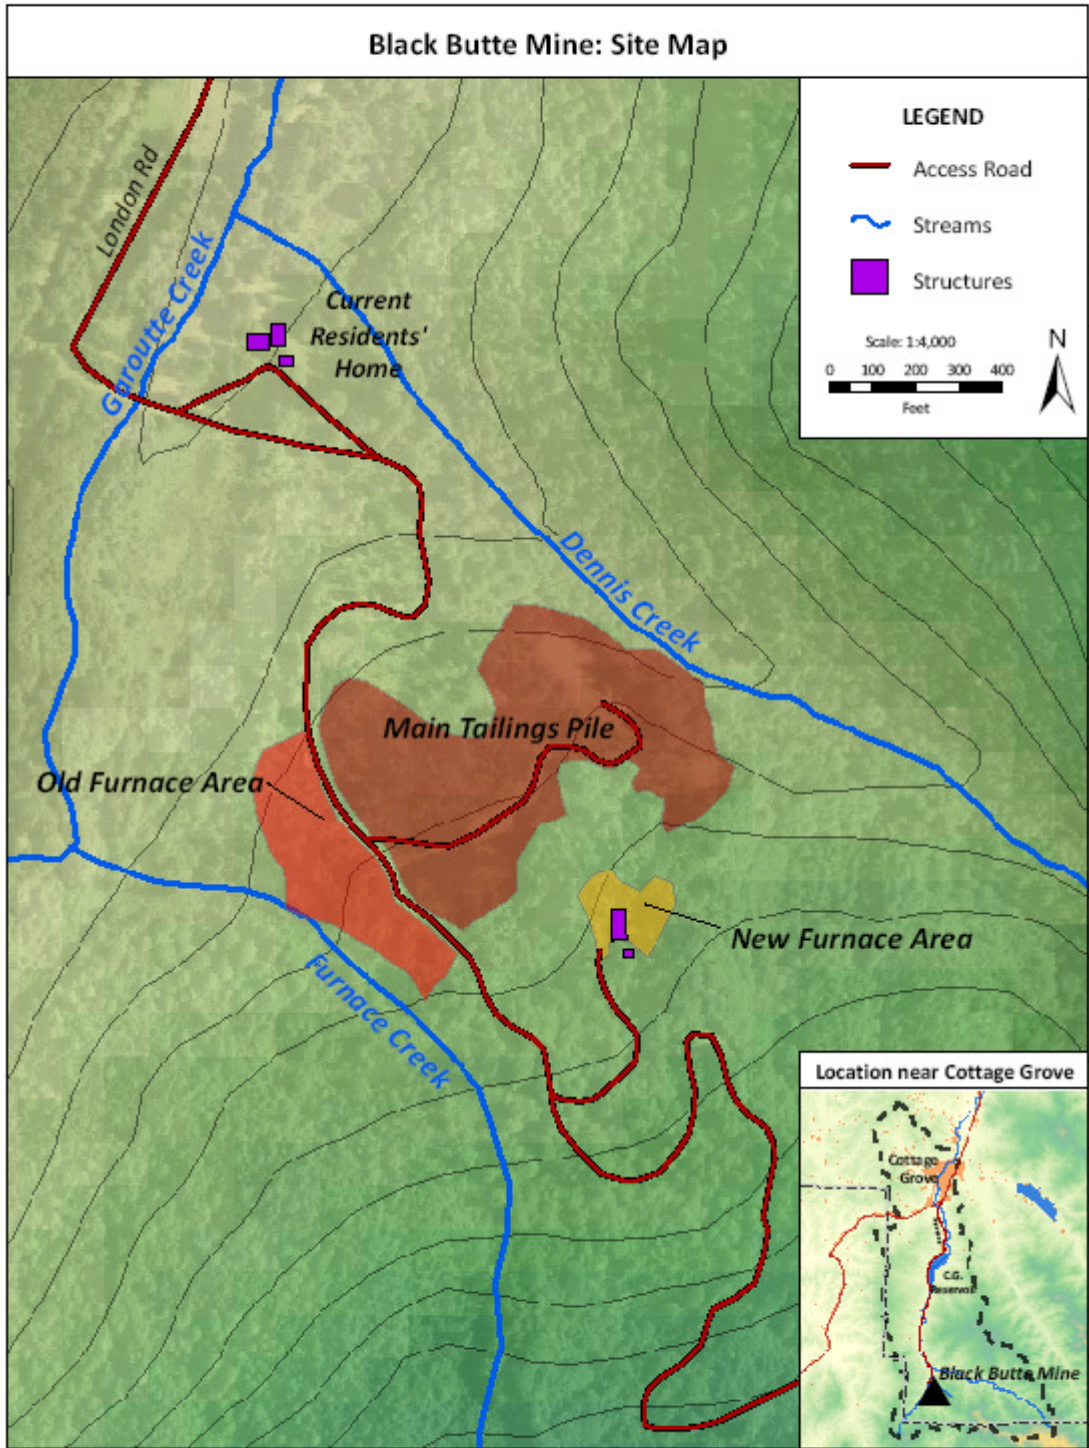 Black Butte Mine: Site Map
LEGEND
Access Road
Streams
Structures
Scale: 1:4,000
0 100 200 300 400
Feet
N
London Rd
Garoutte Creek
Current
Residents'
Home
Dennis Creek
Main Tailings Pile
Old Furnace Area
New Furnace Area
Furnace Creek
Location near Cottage Grove
Cottage
Grove
C.G.
Reservoir
Black Butte Mine